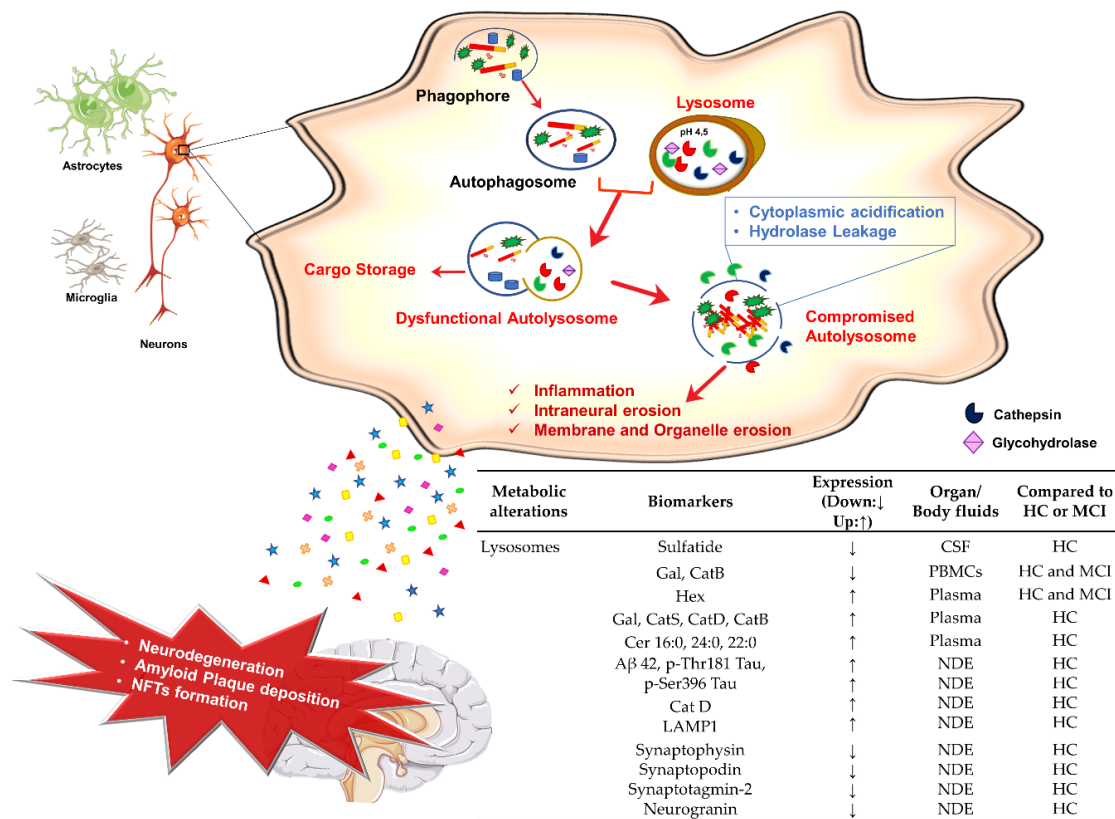 Phagophore
Lysosome
pH 4,5
Astrocytes
Autophagosome
• Cytoplasmic acidification
• Hydrolase Leakage
Cargo Storage
Microglia
Dysfunctional Autolysosome
Compromised
Autolysosome
Neurons
✓ Inflammation
✓ Intraneural erosion
✓ Membrane and Organelle erosion
Cathepsin
Glycohydrolase
Metabolic
alterations
Biomarkers
Expression
(Down:↓
Up:↑)
Organ/
Body fluids
Compared to
HC or MCI
Lysosomes Sulfatide ↓ CSF HC
Gal, CatB ↓ PBMCs HC and MCI
Hex ↑ Plasma HC and MCI
Gal, CatS, CatD, CatB ↑ Plasma HC
Cer 16:0, 24:0, 22:0 ↑ Plasma HC
Aβ 42, p-Thr181 Tau, ↑ NDE HC
p-Ser396 Tau ↑ NDE HC
Cat D ↑ NDE HC
LAMP1 ↑ NDE HC
Synaptophysin ↓ NDE HC
Synaptopodin ↓ NDE HC
Synaptotagmin-2 ↓ NDE HC
Neurogranin ↓ NDE HC
• Neurodegeneration
• Amyloid Plaque deposition
• NFTs formation